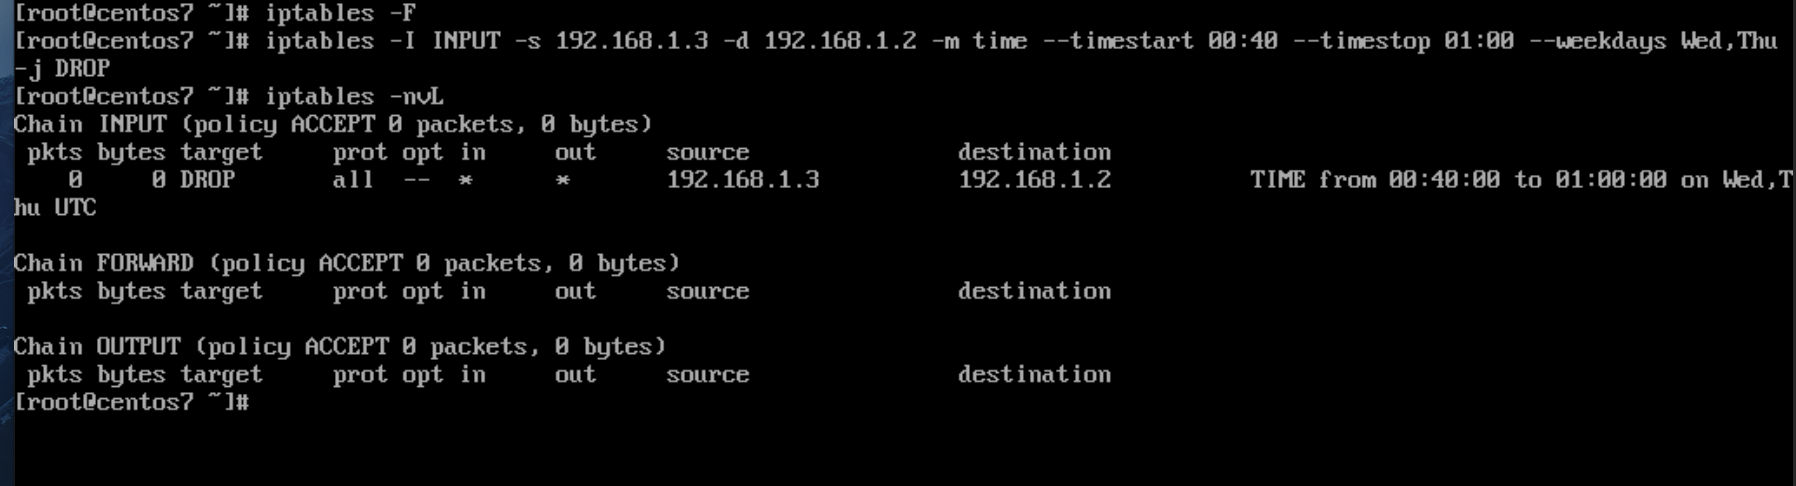 [root@centos7 ~]# iptables -F
[root@centos7 ~]# iptables -I INPUT -s 192.168.1.3 -d 192.168.1.2 -m time --timestart 00:40 --timestop 01:00 --weekdays Wed,Thu
-j DROP
[root@centos7 ~]# iptables -nvL
Chain INPUT (policy ACCEPT 0 packets, 0 bytes)
 pkts bytes target     prot opt in     out     source               destination
    0     0 DROP       all  --  *      *       192.168.1.3          192.168.1.2          TIME from 00:40:00 to 01:00:00 on Wed,T
hu UTC

Chain FORWARD (policy ACCEPT 0 packets, 0 bytes)
 pkts bytes target     prot opt in     out     source               destination

Chain OUTPUT (policy ACCEPT 0 packets, 0 bytes)
 pkts bytes target     prot opt in     out     source               destination
[root@centos7 ~]#